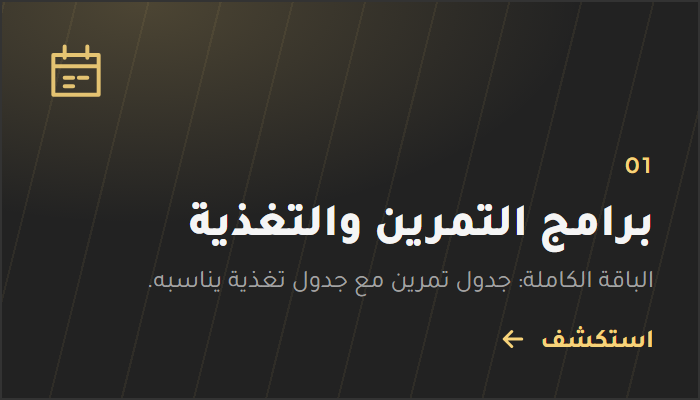 01
برامج التمرين والتغذية
الباقة الكاملة: جدول تمرين مع جدول تغذية يناسبه.
استكشف ←